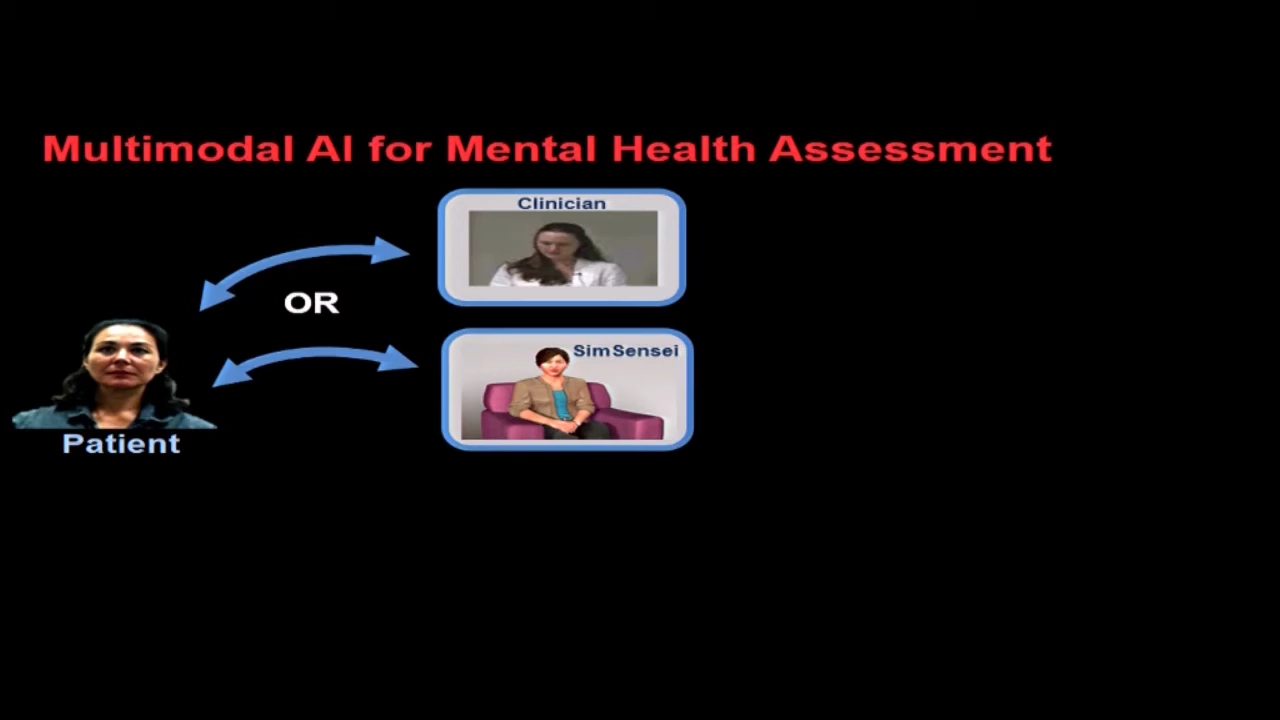 Multimodal AI for Mental Health Assessment
Clinician
OR
SimSensei
Patient